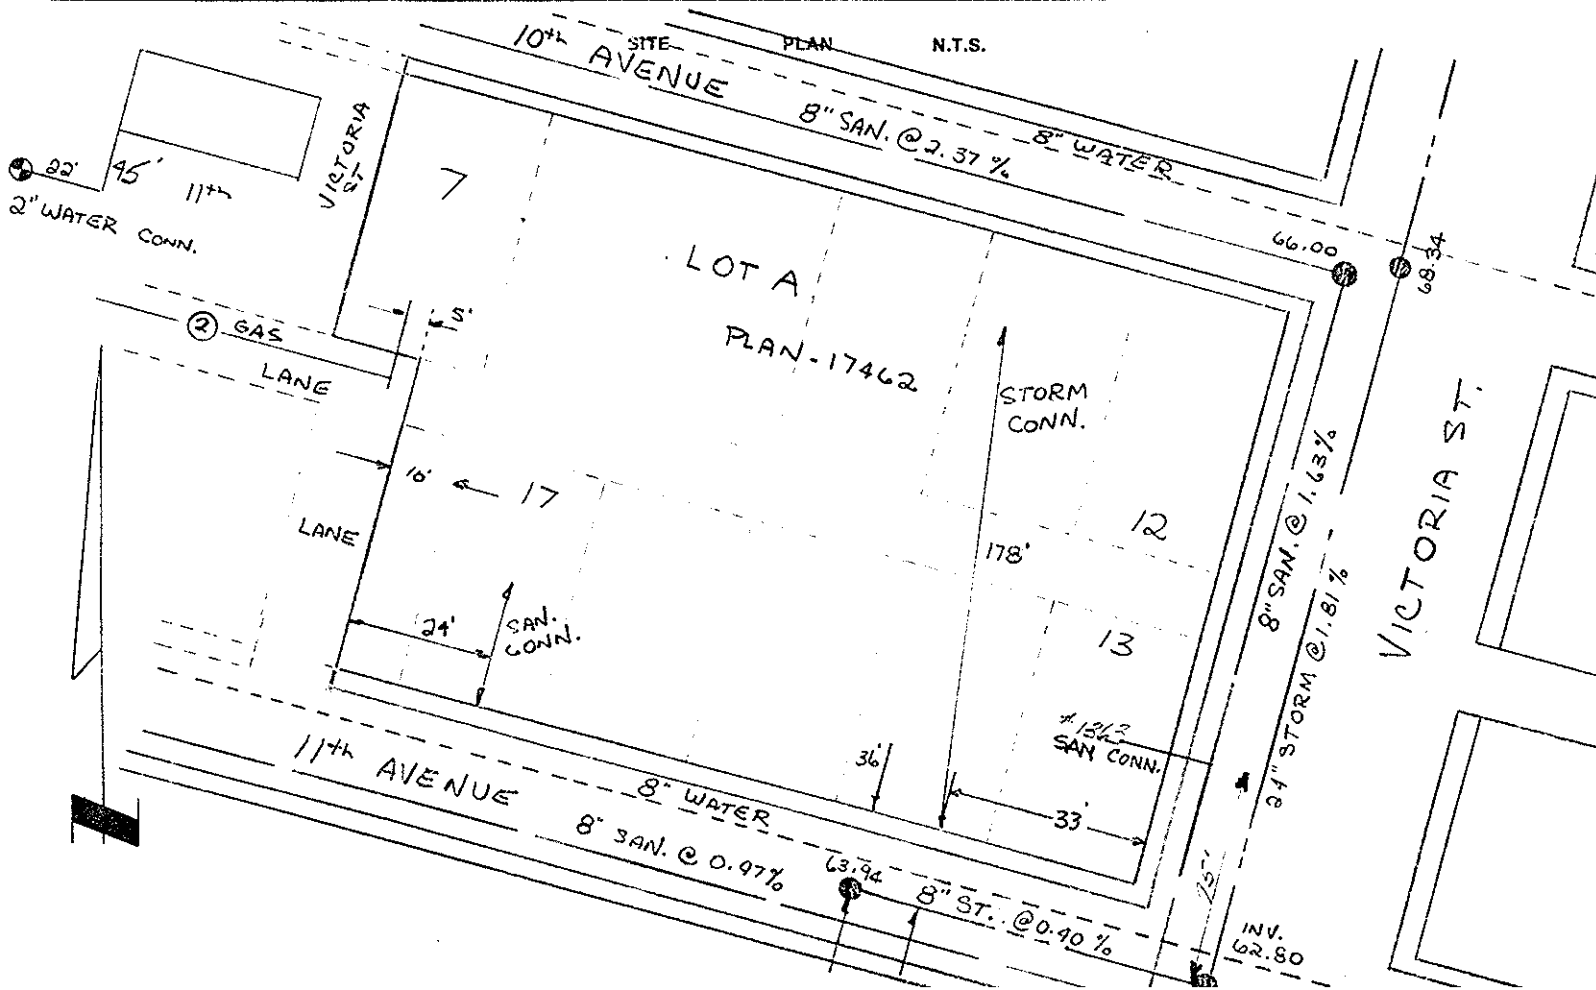 SITE PLAN N.T.S.
10th AVENUE
8" SAN. @ 2.37 %
8" WATER
VICTORIA ST
22'
45'
11th
2" WATER CONN.
7
LOT A
PLAN - 17462
66.00
68.34
2 GAS
LANE
5'
STORM CONN.
VICTORIA ST.
8" SAN. @ 1.63%
24" STORM @ 1.81%
10'
17
LANE
12
178'
13
24'
SAN. CONN.
SAN CONN.
36'
33'
11th AVENUE
8" WATER
8" SAN. @ 0.97%
63.94
8" ST. @ 0.40 %
INV. 62.80